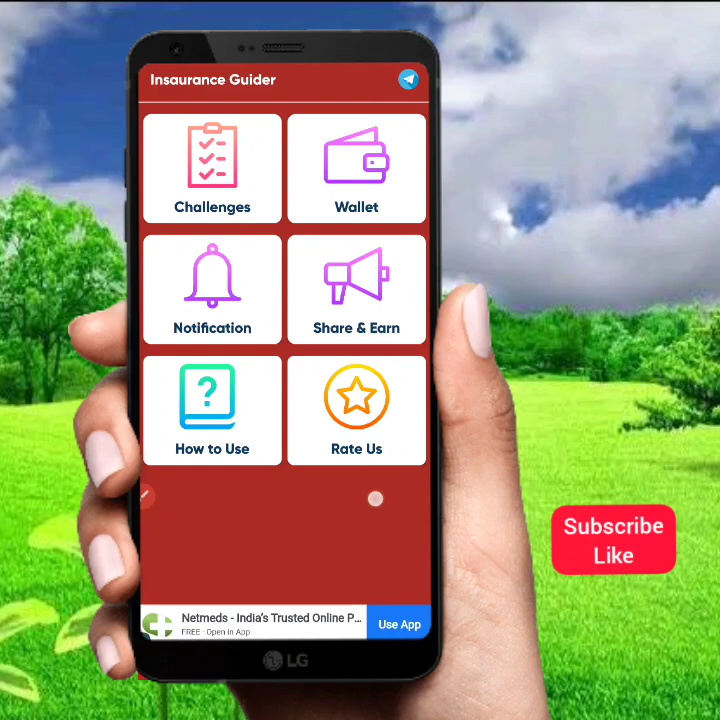 Insaurance Guider
Challenges
Wallet
Notification
Share & Earn
How to Use
Rate Us
Subscribe
Like
Netmeds - India's Trusted Online P...
FREE · Open in App
Use App
LG